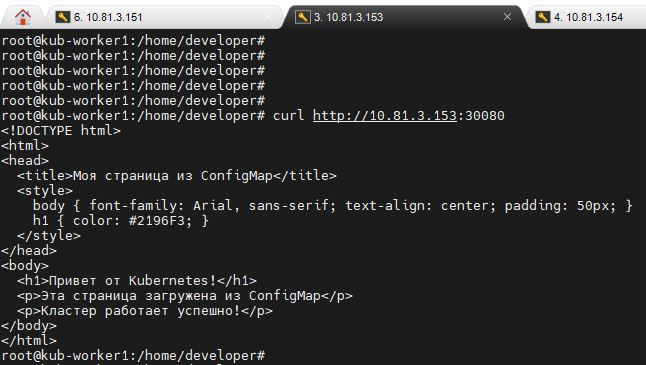 6. 10.81.3.151
3. 10.81.3.153
4. 10.81.3.154
root@kub-worker1:/home/developer#
root@kub-worker1:/home/developer#
root@kub-worker1:/home/developer#
root@kub-worker1:/home/developer#
root@kub-worker1:/home/developer#
root@kub-worker1:/home/developer# curl http://10.81.3.153:30080
<!DOCTYPE html>
<html>
<head>
  <title>Моя страница из ConfigMap</title>
  <style>
    body { font-family: Arial, sans-serif; text-align: center; padding: 50px; }
    h1 { color: #2196F3; }
  </style>
</head>
<body>
  <h1>Привет от Kubernetes!</h1>
  <p>Эта страница загружена из ConfigMap</p>
  <p>Кластер работает успешно!</p>
</body>
</html>
root@kub-worker1:/home/developer#